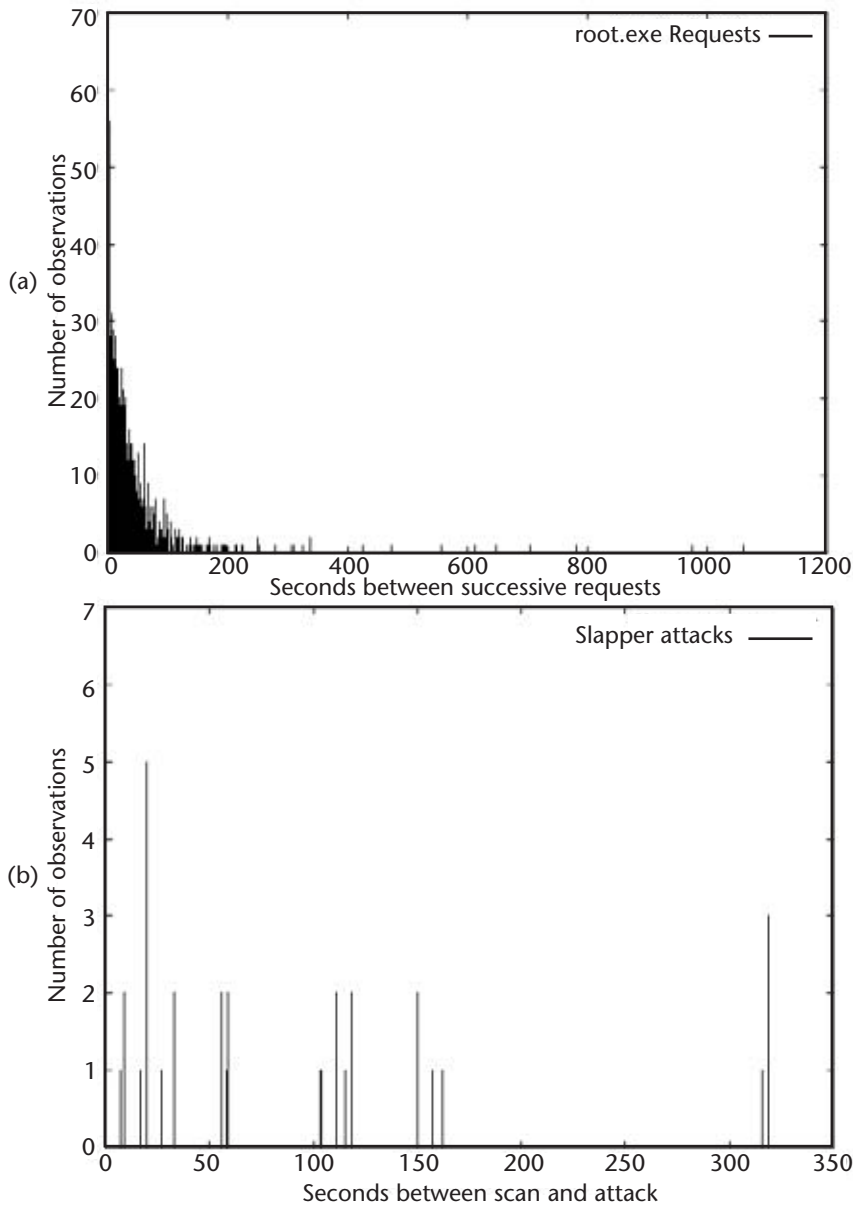 (a)
Number of observations
70
60
50
40
30
20
10
0
root.exe Requests
0 200 400 600 800 1000 1200
Seconds between successive requests
(b)
Number of observations
7
6
5
4
3
2
1
0
Slapper attacks
0 50 100 150 200 250 300 350
Seconds between scan and attack